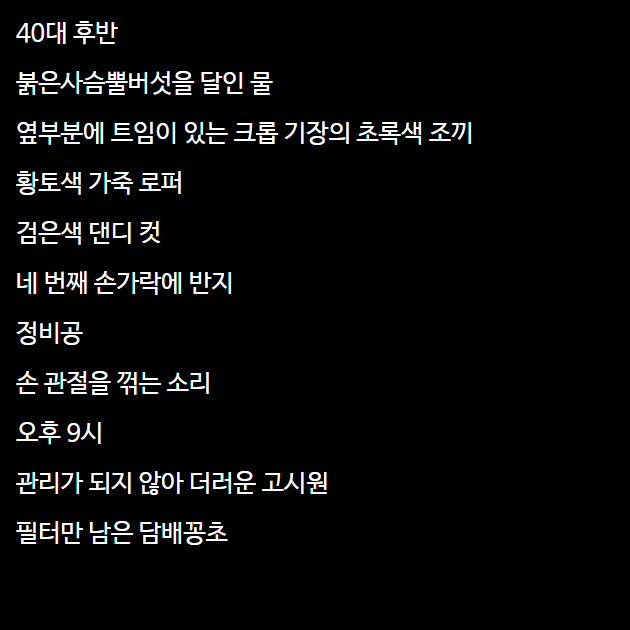 40대 후반
붉은사슴뿔버섯을 달인 물
옆부분에 트임이 있는 크롭 기장의 초록색 조끼
황토색 가죽 로퍼
검은색 댄디 컷
네 번째 손가락에 반지
정비공
손 관절을 꺾는 소리
오후 9시
관리가 되지 않아 더러운 고시원
필터만 남은 담배꽁초